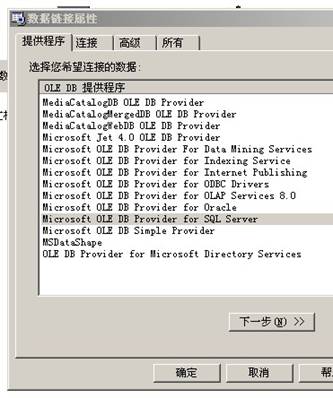 数据链接属性
提供程序 连接 高级 所有
选择您希望连接的数据:
OLE DB 提供程序
MediaCatalogDB OLE DB Provider
MediaCatalogMergedDB OLE DB Provider
MediaCatalogWebDB OLE DB Provider
Microsoft Jet 4.0 OLE DB Provider
Microsoft OLE DB Provider For Data Mining Services
Microsoft OLE DB Provider for Indexing Service
Microsoft OLE DB Provider for Internet Publishing
Microsoft OLE DB Provider for ODBC Drivers
Microsoft OLE DB Provider for OLAP Services 8.0
Microsoft OLE DB Provider for Oracle
Microsoft OLE DB Provider for SQL Server
Microsoft OLE DB Simple Provider
MSDataShape
OLE DB Provider for Microsoft Directory Services
下一步(N) >>
确定 取消 帮